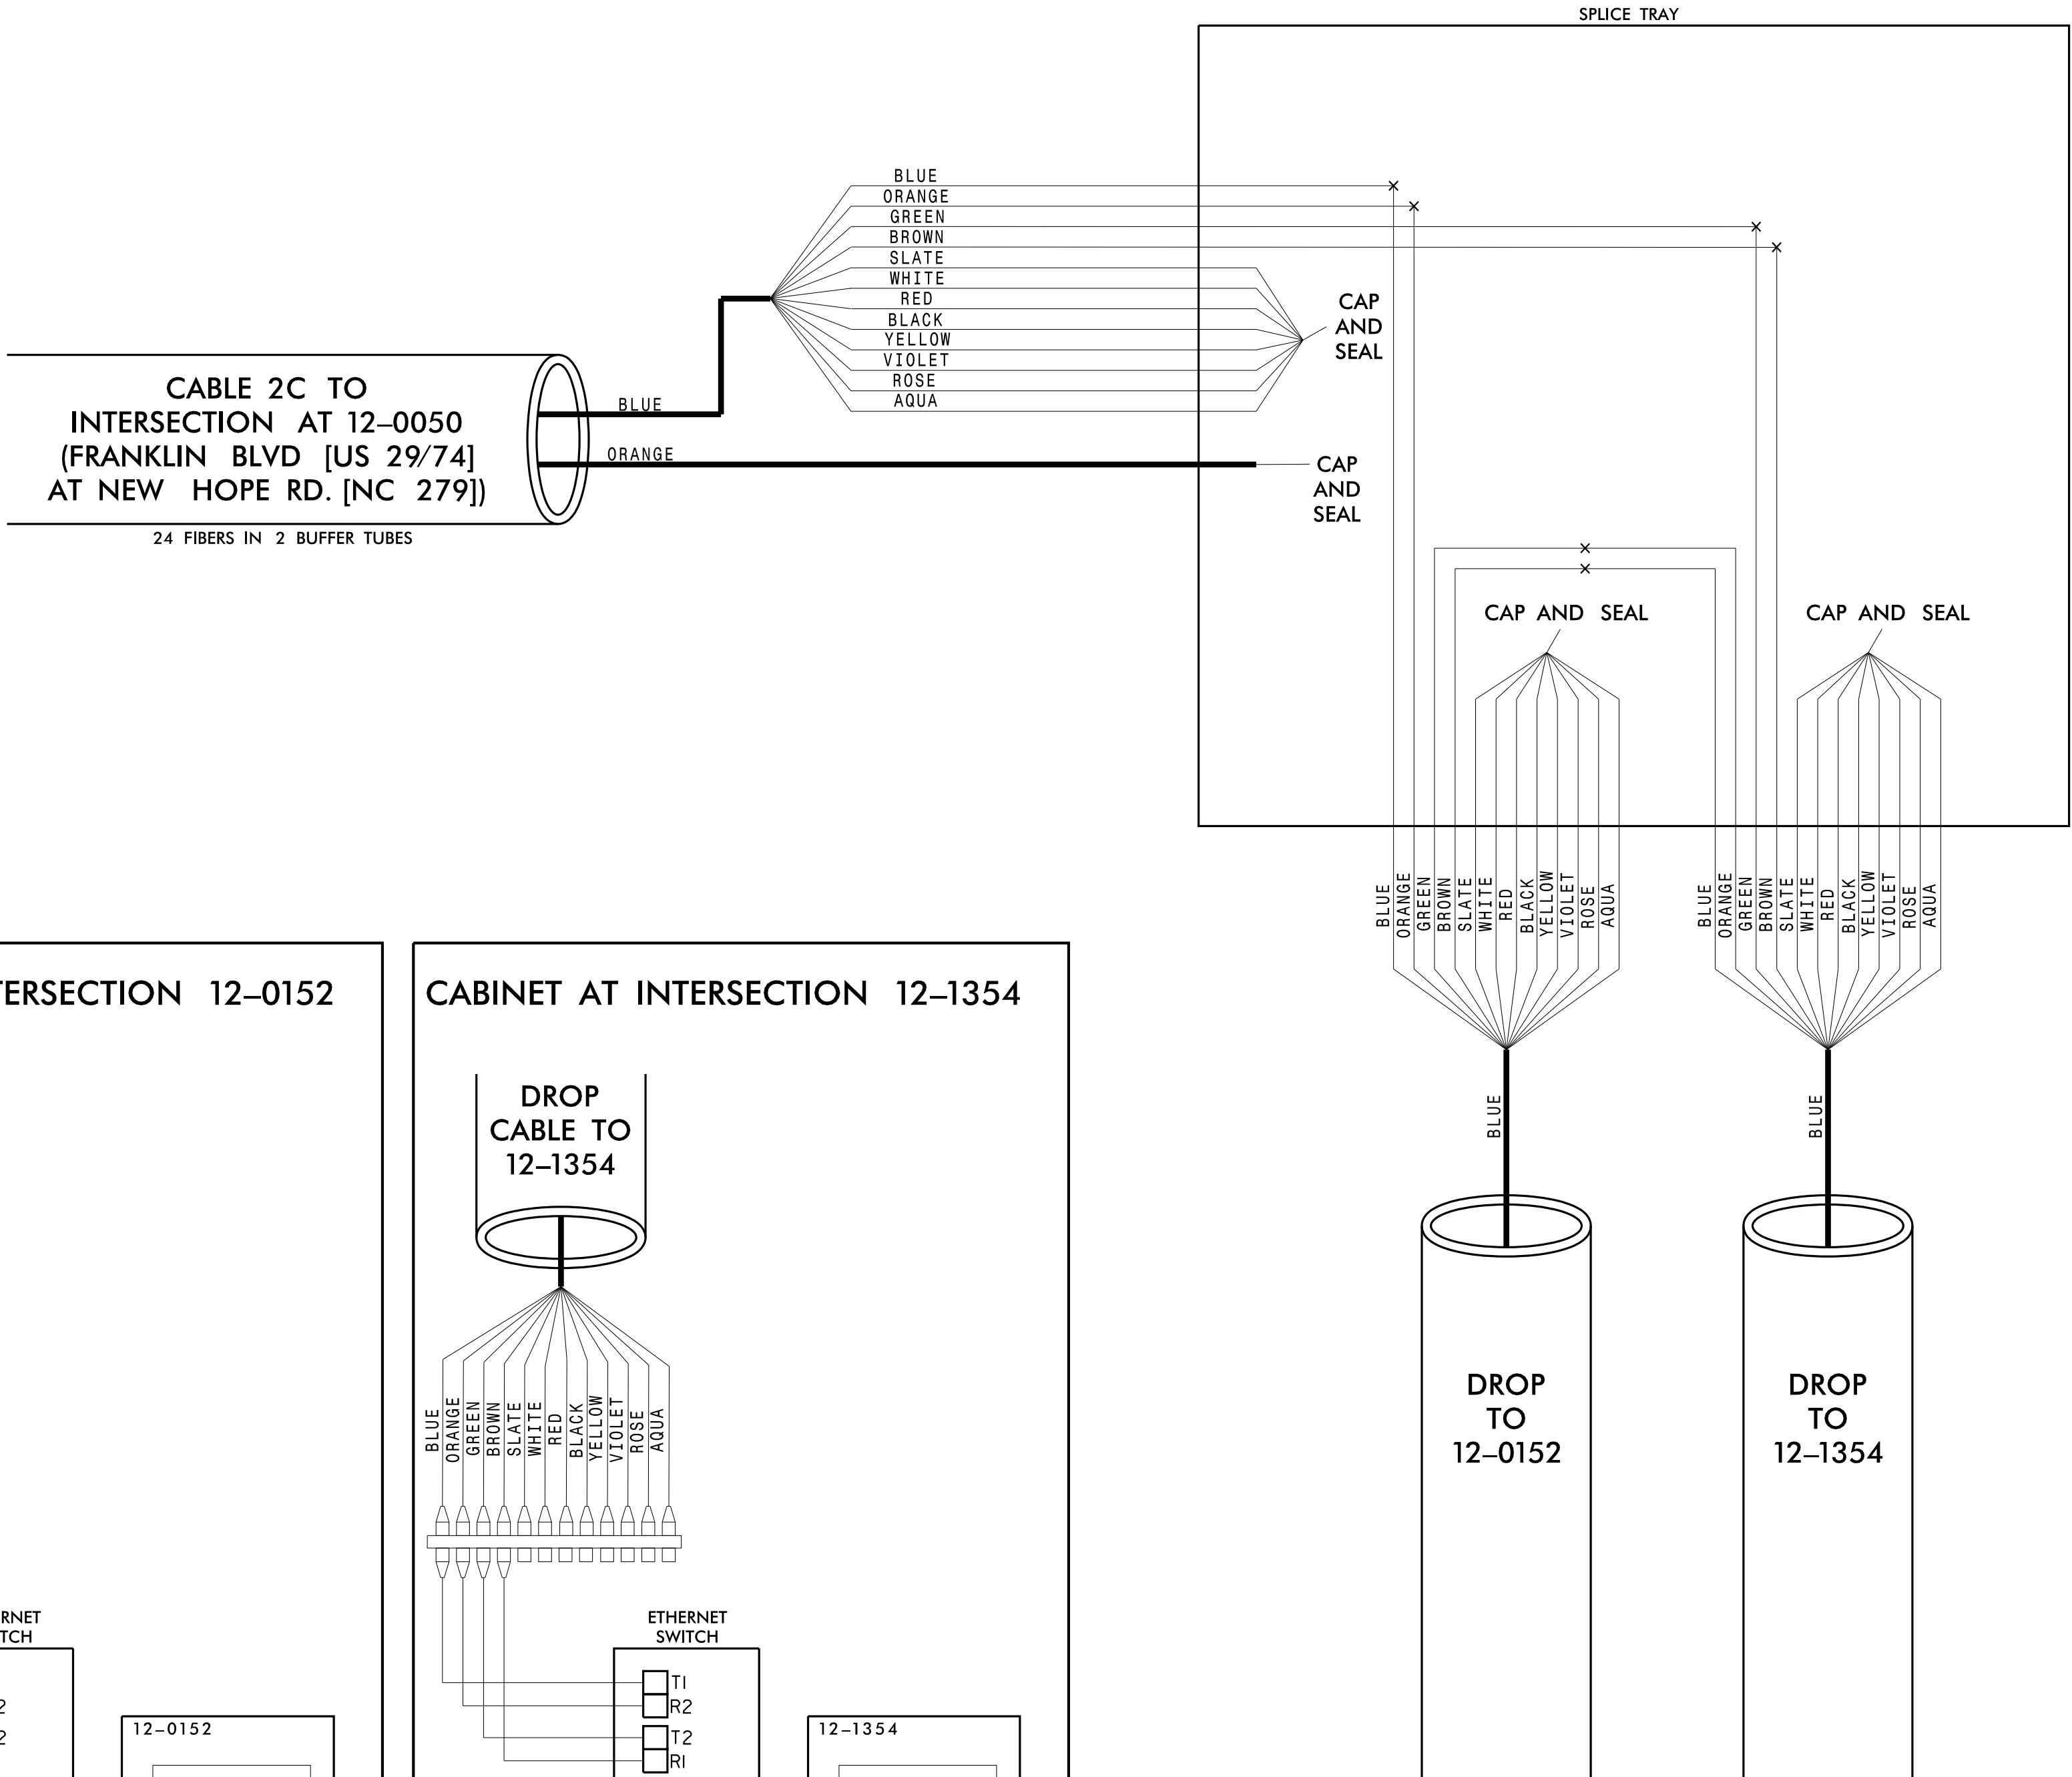 SPLICE TRAY
BLUE
ORANGE
GREEN
BROWN
SLATE
WHITE
RED
BLACK
YELLOW
VIOLET
ROSE
AQUA
CAP
AND
SEAL
CABLE 2C TO
INTERSECTION AT 12-0050
(FRANKLIN BLVD [US 29/74]
AT NEW HOPE RD. [NC 279])
24 FIBERS IN 2 BUFFER TUBES
BLUE
ORANGE
CAP
AND
SEAL
CAP AND SEAL
CAP AND SEAL
BLUE
ORANGE
GREEN
BROWN
SLATE
WHITE
RED
BLACK
YELLOW
VIOLET
ROSE
AQUA
BLUE
ORANGE
GREEN
BROWN
SLATE
WHITE
RED
BLACK
YELLOW
VIOLET
ROSE
AQUA
BLUE
BLUE
DROP
TO
12-0152
DROP
TO
12-1354
TERSECTION 12-0152
RNET
TCH
2
2
12-0152
CABINET AT INTERSECTION 12-1354
DROP
CABLE TO
12-1354
BLUE
ORANGE
GREEN
BROWN
SLATE
WHITE
RED
BLACK
YELLOW
VIOLET
ROSE
AQUA
ETHERNET
SWITCH
T1
R2
T2
R1
12-1354